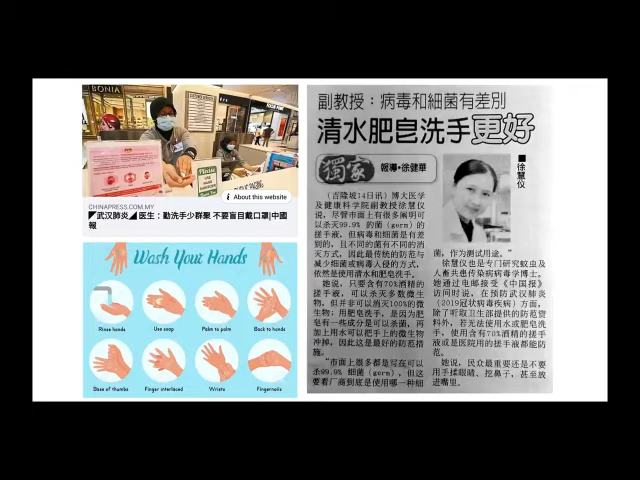 BONIA
Please
About this website
CHINAPRESS.COM.MY
◤武汉肺炎◢ 医生：勤洗手少群聚 不要盲目戴口罩|中國
報
Wash Your Hands
Rinse hands
Use soap
Palm to palm
Back to hands
Base of thumbs
Finger interlaced
Wrists
Fingernails
副教授：病毒和細菌有差別
清水肥皂洗手更好
獨家
報導•徐健華
（吉隆坡14日讯）博大医学
及健康科学院副教授徐慧仪
说，尽管市面上有很多阐明可
以杀灭99.9% 的菌（germ）的
搓手液，但病毒和细菌是有差
别的，且不同的菌有不同的消
灭方式，因此最传统的防范与
减少细菌或病毒入侵的方式，
依然是使用清水和肥皂洗手。
她说，只要含有70%酒精的
搓手液，可以杀灭多数微生
物，但并非可以消灭100%的微
生物；用肥皂洗手，是因为肥
皂有一些成分是可以杀菌，再
加上用水可以把手上的微生物
冲掉，因此这是最好的防范措
施。
“市面上很多都是写在可以
杀99.9% 细菌（germ），但这
要看厂商到底是使用哪一种细
■徐慧仪
菌，作为测试用途。”
徐慧仪也是专门研究蚊虫及
人畜共患传染病病毒学博士。
她通过电邮接受《中国报》
访问时说，在预防武汉肺炎
（2019冠状病毒疾病）方面，
除了听取卫生部提供的防范资
料外，若无法使用水或肥皂洗
手，使用含有70%酒精的搓手
液或是医院用的搓手液都能防
范。
她说，民众最重要还是不要
用手揉眼睛、挖鼻子，甚至放
进嘴里。